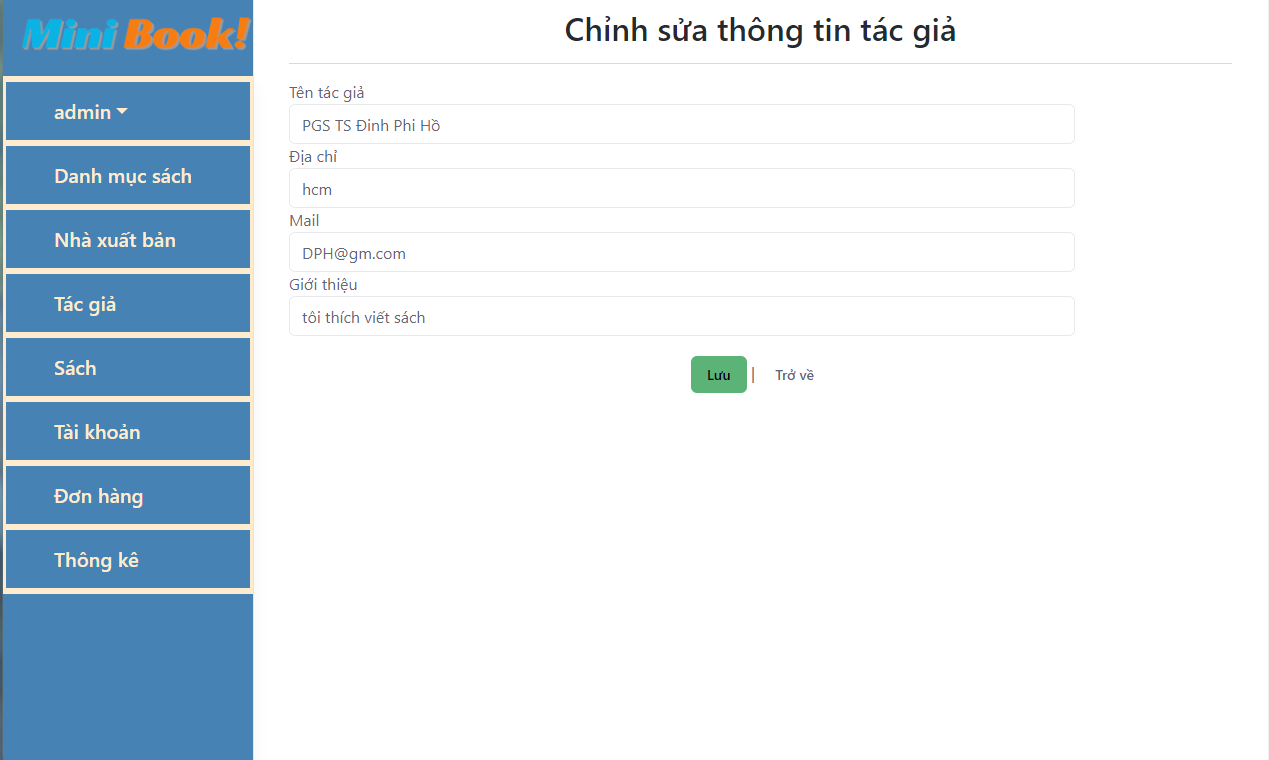 Mini Book!
admin
Danh mục sách
Nhà xuất bản
Tác giả
Sách
Tài khoản
Đơn hàng
Thông kê
Chỉnh sửa thông tin tác giả
Tên tác giả
PGS TS Đinh Phi Hồ
Địa chỉ
hcm
Mail
DPH@gm.com
Giới thiệu
tôi thích viết sách
Lưu | Trở về